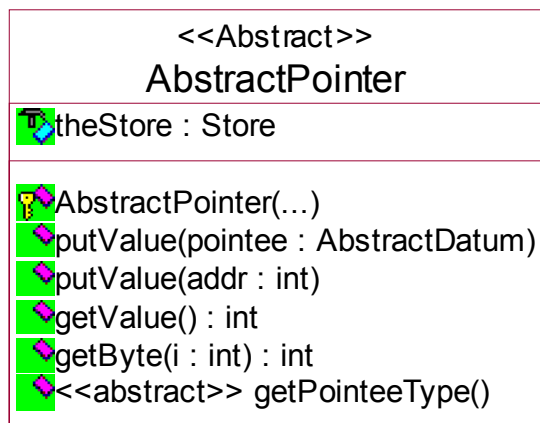 <<Abstract>>
AbstractPointer
theStore : Store
AbstractPointer(...)
putValue(pointee : AbstractDatum)
putValue(addr : int)
getValue() : int
getByte(i : int) : int
<<abstract>> getPointeeType()